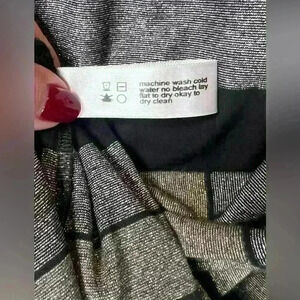 machine wash cold
water no bleach lay
flat to dry okay to
dry clean